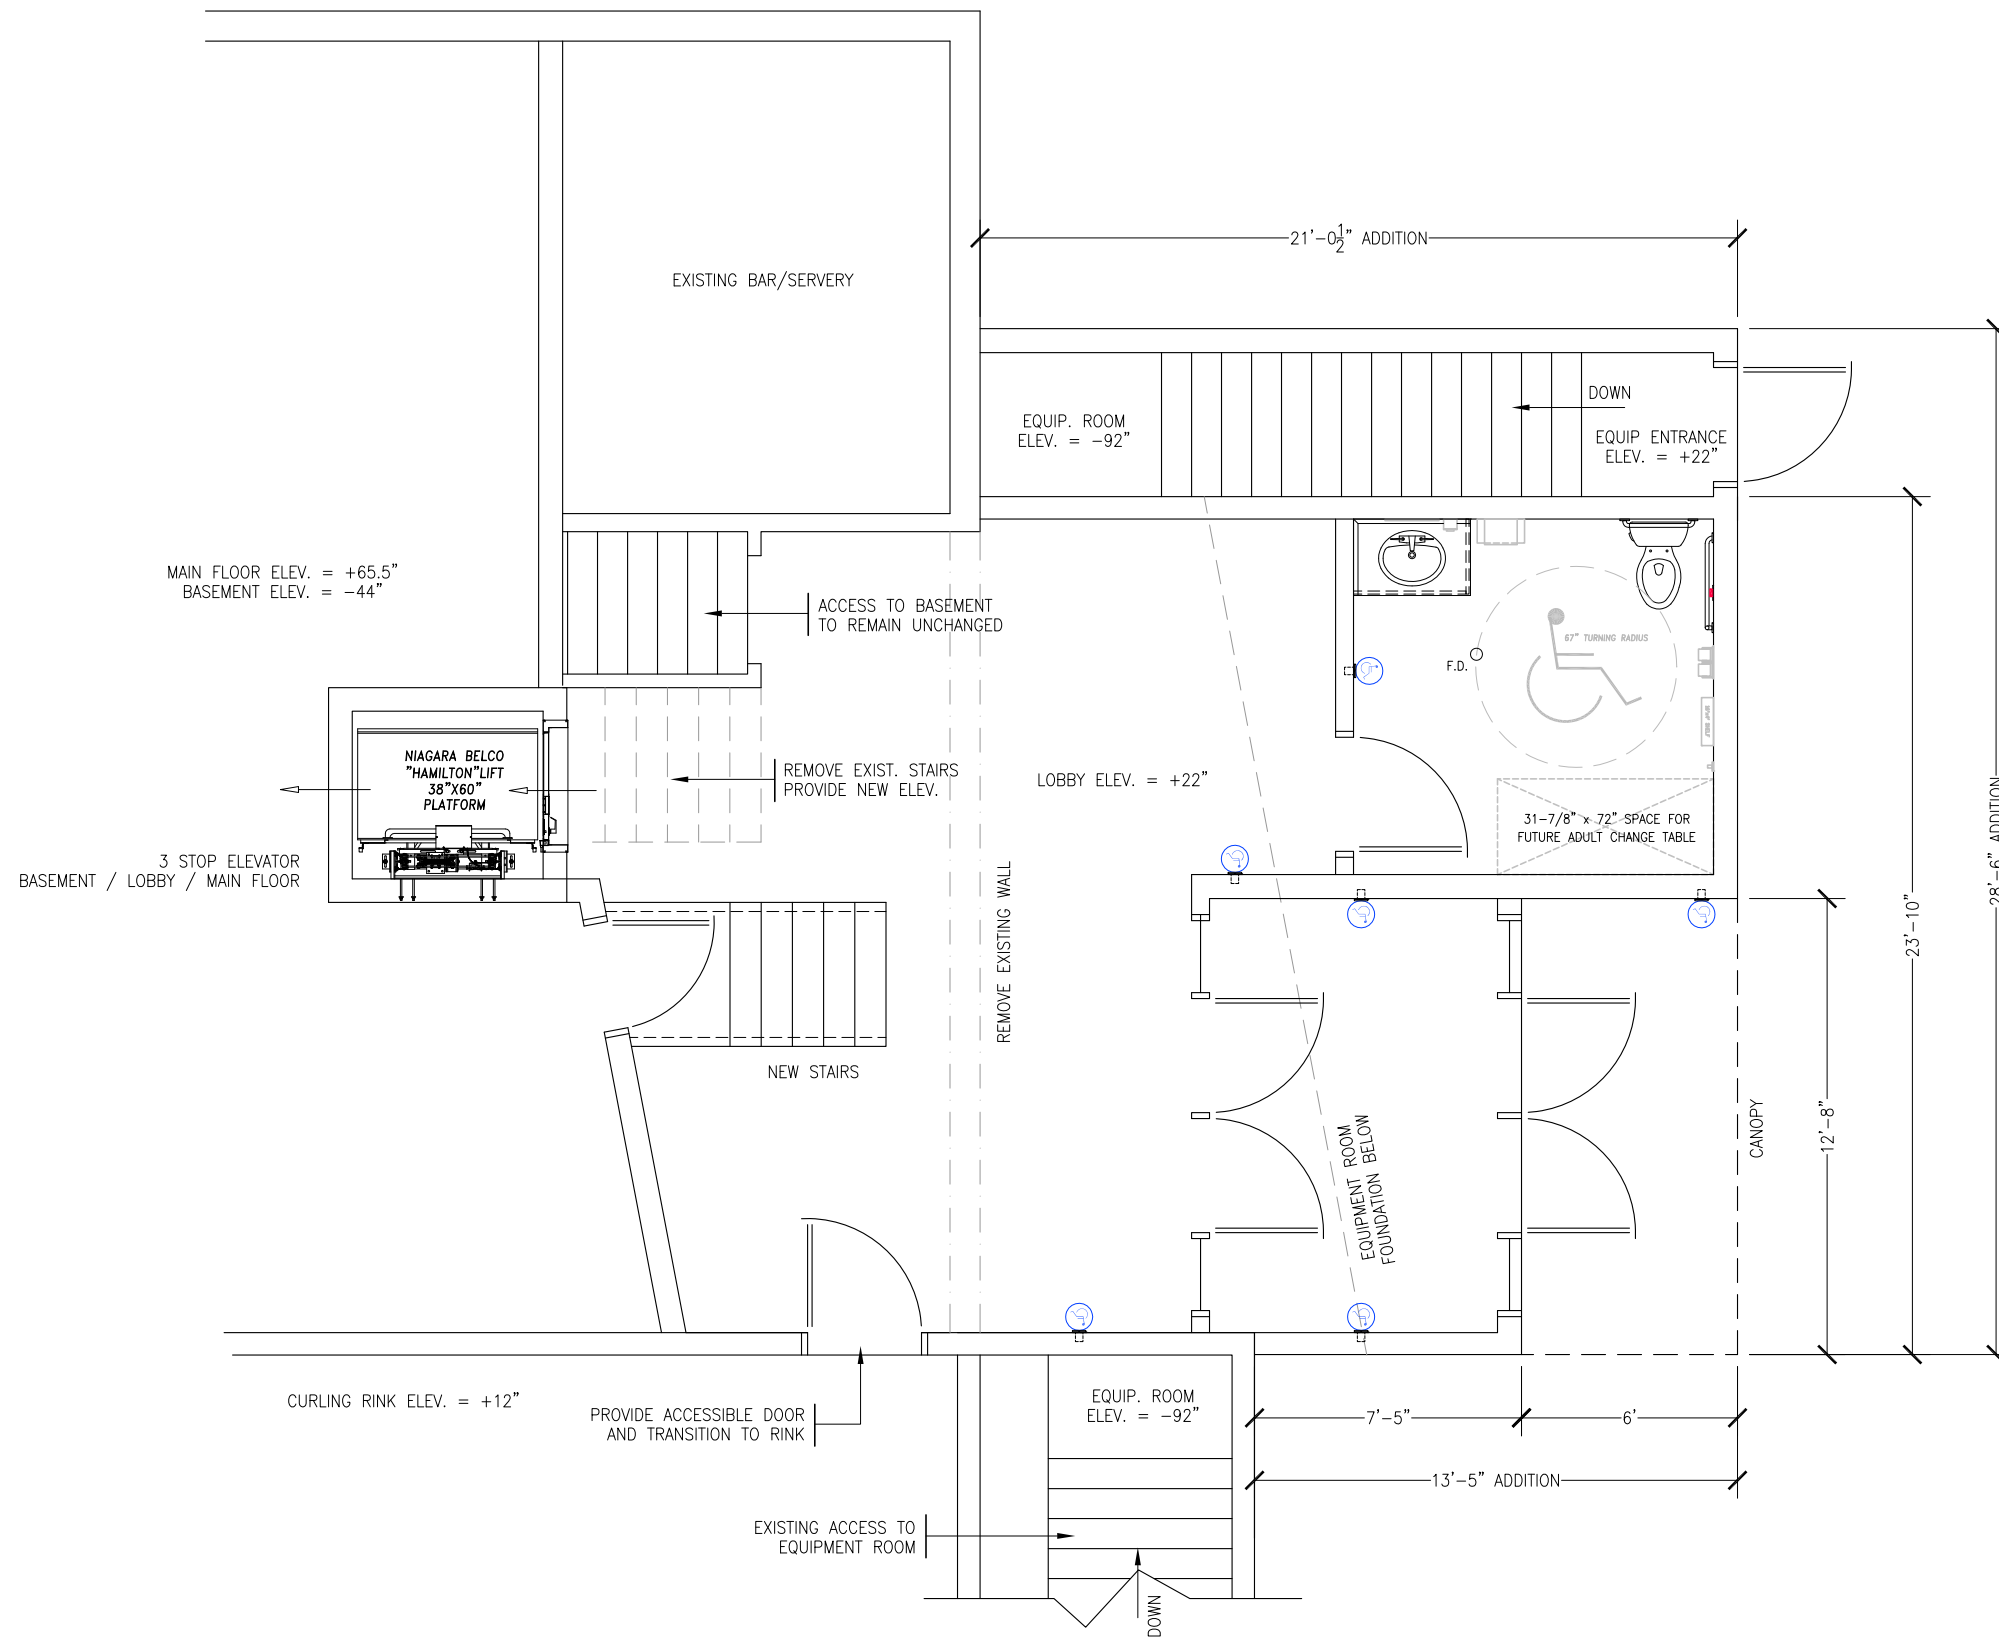 21'-0 1/2" ADDITION
EXISTING BAR/SERVERY
DOWN
EQUIP. ROOM
ELEV. = -92"
EQUIP ENTRANCE
ELEV. = +22"
MAIN FLOOR ELEV. = +65.5"
BASEMENT ELEV. = -44"
ACCESS TO BASEMENT
TO REMAIN UNCHANGED
67" TURNING RADIUS
F.D.
NIAGARA BELCO
"HAMILTON"LIFT
38"X60"
PLATFORM
REMOVE EXIST. STAIRS
PROVIDE NEW ELEV.
LOBBY ELEV. = +22"
31-7/8" x 72" SPACE FOR
FUTURE ADULT CHANGE TABLE
28'-6" ADDITION
3 STOP ELEVATOR
BASEMENT / LOBBY / MAIN FLOOR
REMOVE EXISTING WALL
23'-10"
NEW STAIRS
CANOPY
12'-8"
EQUIPMENT ROOM
FOUNDATION BELOW
CURLING RINK ELEV. = +12"
PROVIDE ACCESSIBLE DOOR
AND TRANSITION TO RINK
EQUIP. ROOM
ELEV. = -92"
7'-5"
6'
13'-5" ADDITION
EXISTING ACCESS TO
EQUIPMENT ROOM
DOWN